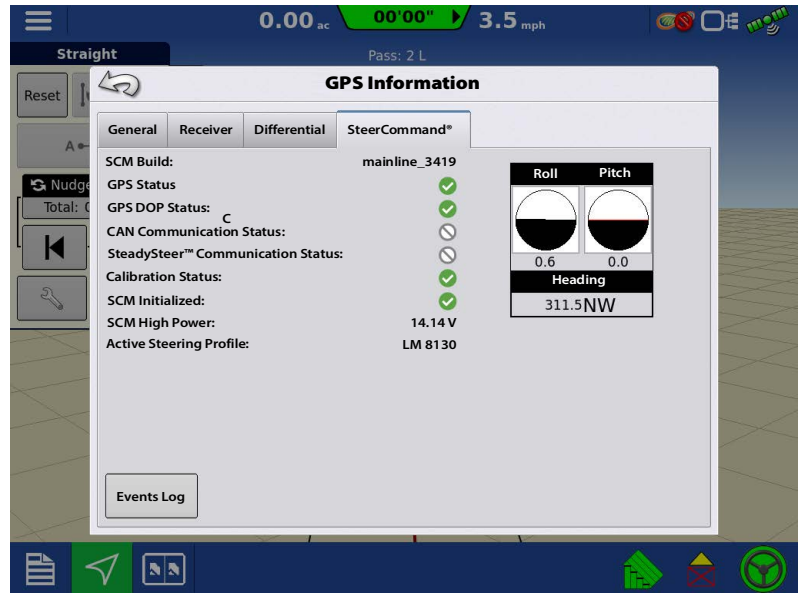 0.00 ac
00'00"
3.5 mph
Straight
Pass: 2 L
Reset
GPS Information
General
Receiver
Differential
SteerCommand®
A
Nudge
Total:
SCM Build: mainline_3419
GPS Status
GPS DOP Status:
C
CAN Communication Status:
SteadySteer™ Communication Status:
Calibration Status:
SCM Initialized:
SCM High Power: 14.14 V
Active Steering Profile: LM 8130
Roll Pitch
0.6 0.0
Heading
311.5NW
Events Log